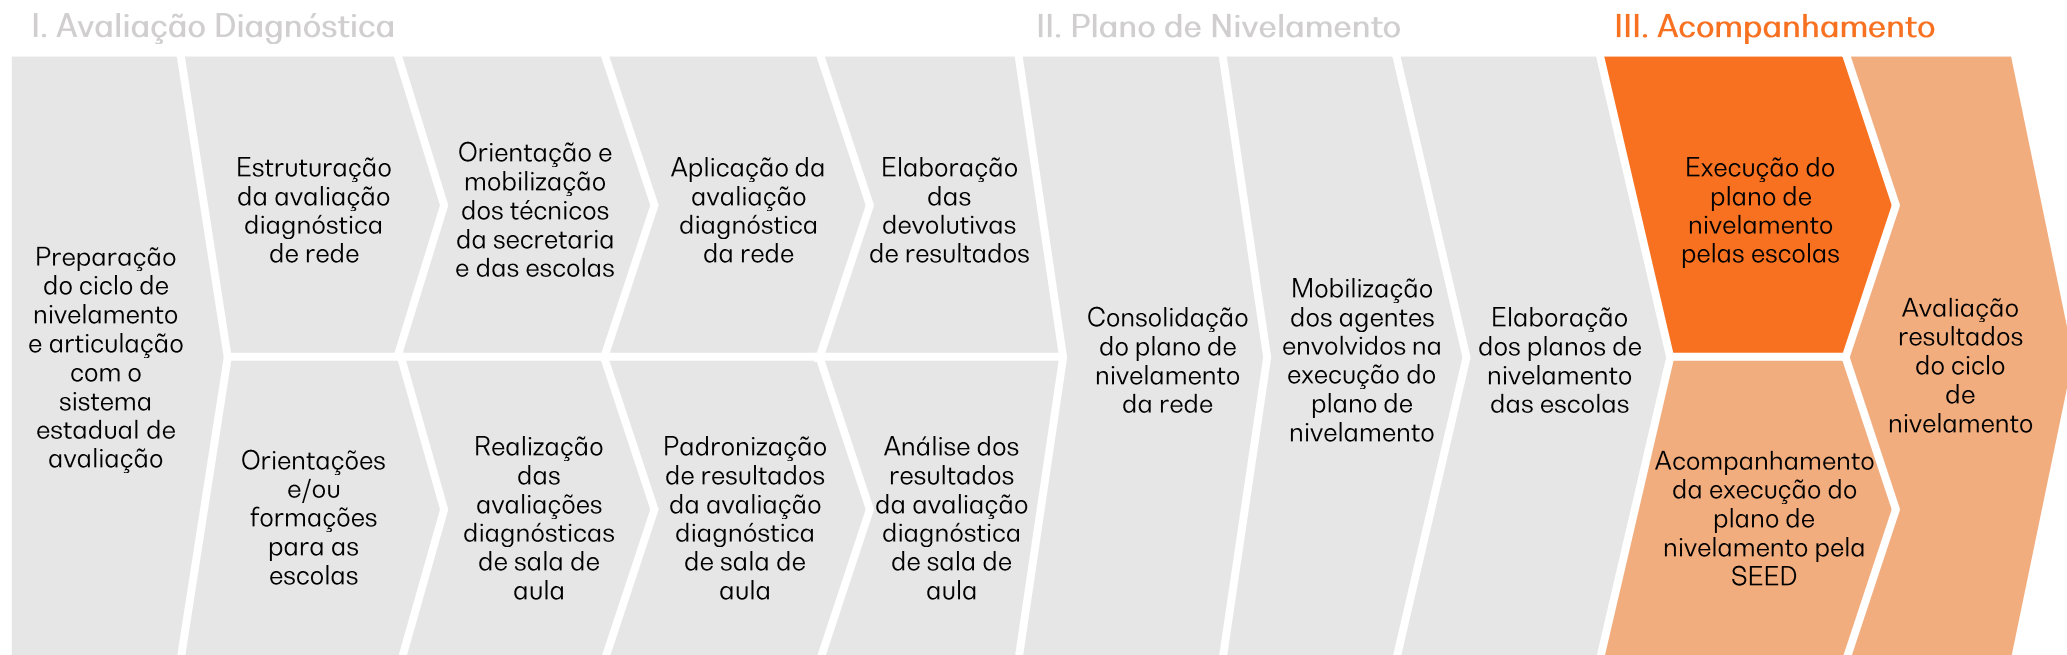 I. Avaliação Diagnóstica
II. Plano de Nivelamento
III. Acompanhamento
Preparação
do ciclo de
nivelamento
e articulação
com o
sistema
estadual de
avaliação
Estruturação
da avaliação
diagnóstica
de rede
Orientação e
mobilização
dos técnicos
da secretaria
e das escolas
Aplicação da
avaliação
diagnóstica
da rede
Elaboração
das
devolutivas
de resultados
Orientações
e/ou
formações
para as
escolas
Realização
das
avaliações
diagnósticas
de sala de
aula
Padronização
de resultados
da avaliação
diagnóstica
de sala de
aula
Análise dos
resultados
da avaliação
diagnóstica
de sala de
aula
Consolidação
do plano de
nivelamento
da rede
Mobilização
dos agentes
envolvidos na
execução do
plano de
nivelamento
Elaboração
dos planos de
nivelamento
das escolas
Execução do
plano de
nivelamento
pelas escolas
Acompanhamento
da execução do
plano de
nivelamento pela
SEED
Avaliação
resultados
do ciclo
de
nivelamento